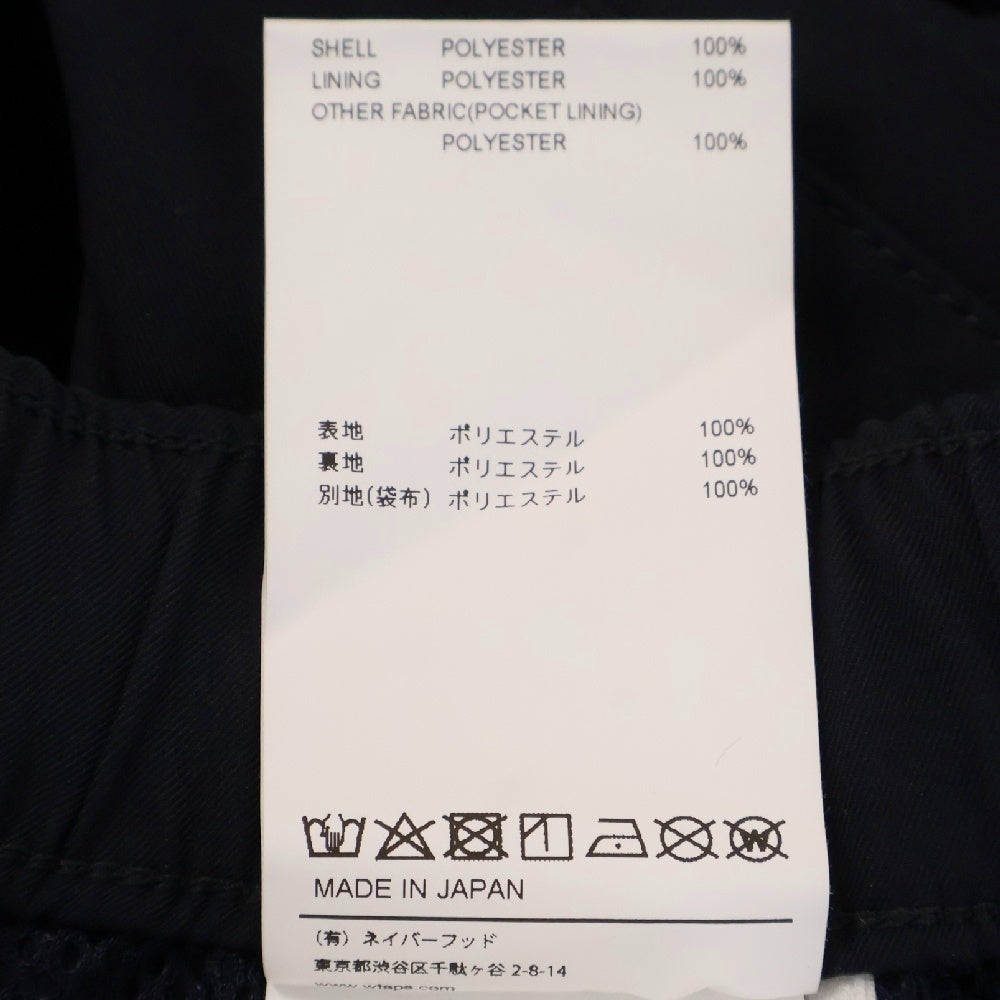 SHELL POLYESTER 100%
LINING POLYESTER 100%
OTHER FABRIC(POCKET LINING)
POLYESTER 100%
表地 ポリエステル 100%
裏地 ポリエステル 100%
別地(袋布) ポリエステル 100%
W
MADE IN JAPAN
(有) ネイバーフッド
東京都渋谷区千駄ヶ谷 2-8-14
www.wtaps.com